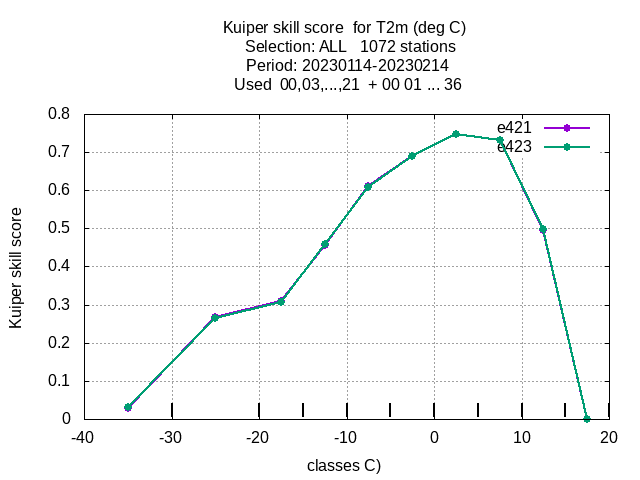 Kuiper skill score  for T2m (deg C)
Selection: ALL   1072 stations
Period: 20230114-20230214
Used  00,03,...,21  + 00 01 ... 36
e421
e423
Kuiper skill score
0.8
0.7
0.6
0.5
0.4
0.3
0.2
0.1
0
-40
-30
-20
-10
0
10
20
classes C)